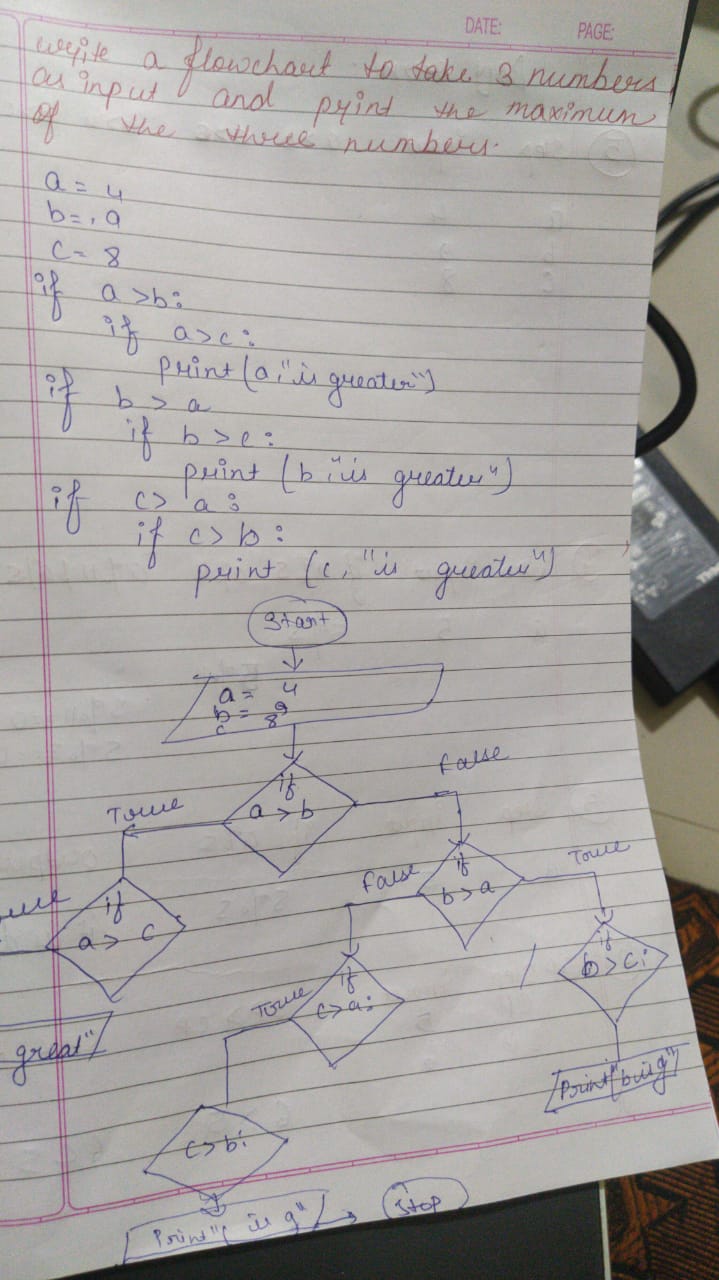 DATE:
PAGE:
write a flowchart to take 3 numbers
as input and print the maximum
of the three numbers.
a = 4
b = 9
c = 8
if a >b:
if a>c:
print (a,"is greater")
if b > a
if b >c:
print (b,"is greater")
if c> a:
if c> b:
print (c, "is greater")
Start
a = 4
b = 9
c 8
if
a > b
True
False
if
a > c
if
b > a
False
True
if
c>a:
True
if
b > c:
great"
Print "b is g"
c > b:
Print "( is g"
Stop